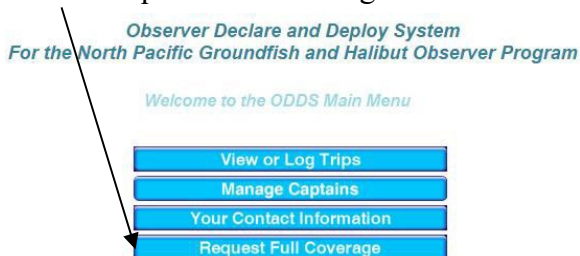 Observer Declare and Deploy System
For the North Pacific Groundfish and Halibut Observer Program
Welcome to the ODDS Main Menu
View or Log Trips
Manage Captains
Your Contact Information
Request Full Coverage